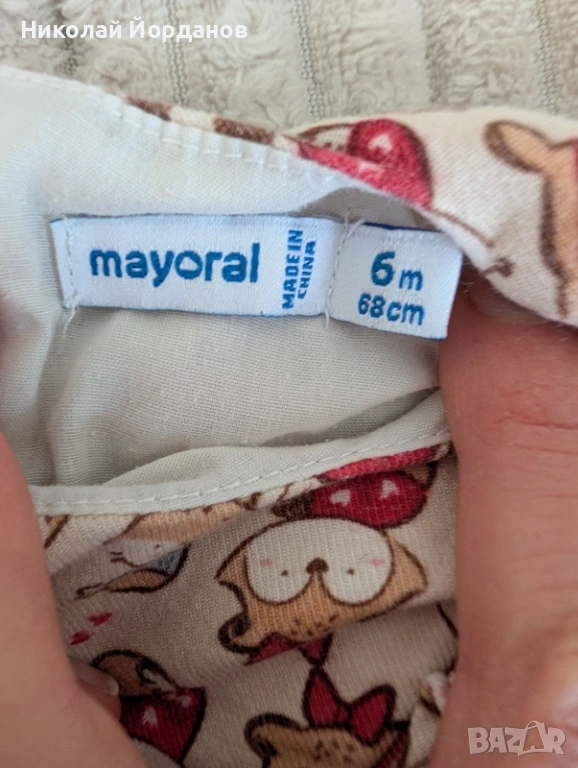 Николай Йорданов
mayoral
MADE IN
CHINA
6m
68cm
BAZAR